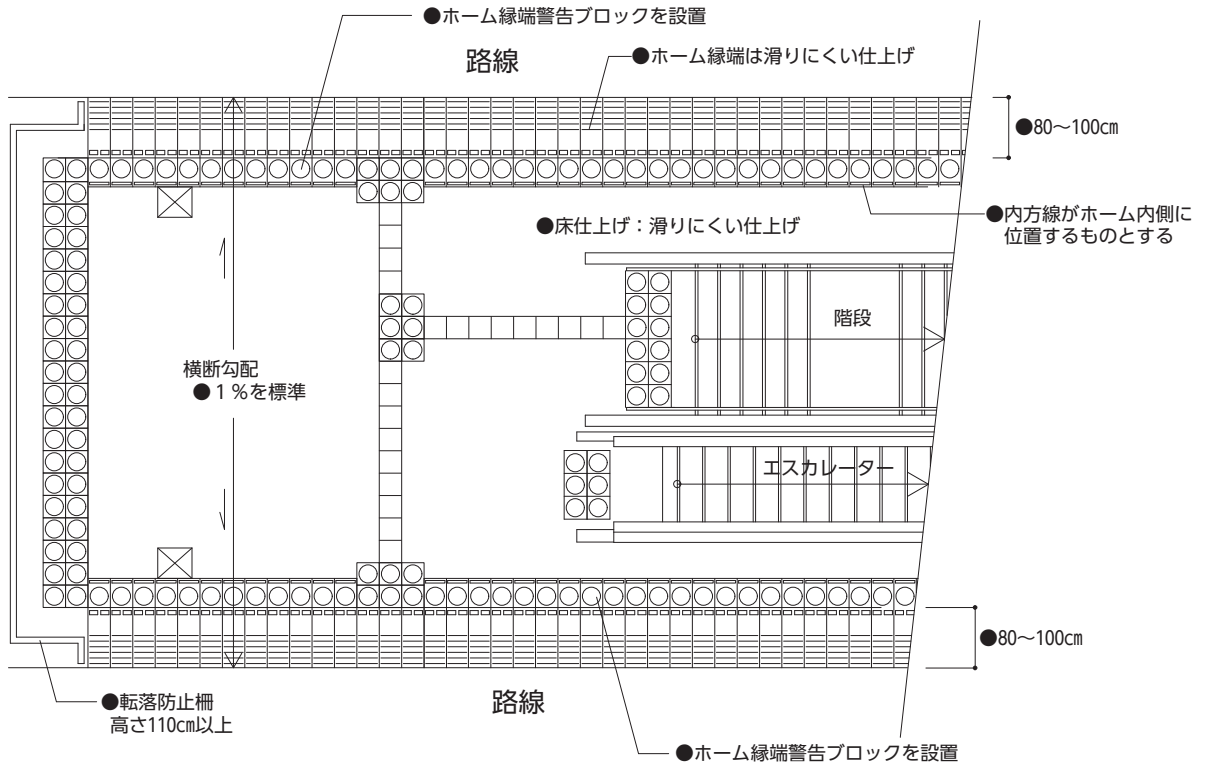 ●ホーム縁端警告ブロックを設置
路線
●ホーム縁端は滑りにくい仕上げ
●80〜100cm
●内方線がホーム内側に
位置するものとする
●床仕上げ：滑りにくい仕上げ
階段
横断勾配
●1％を標準
エスカレーター
●80〜100cm
●転落防止柵
高さ110cm以上
路線
●ホーム縁端警告ブロックを設置